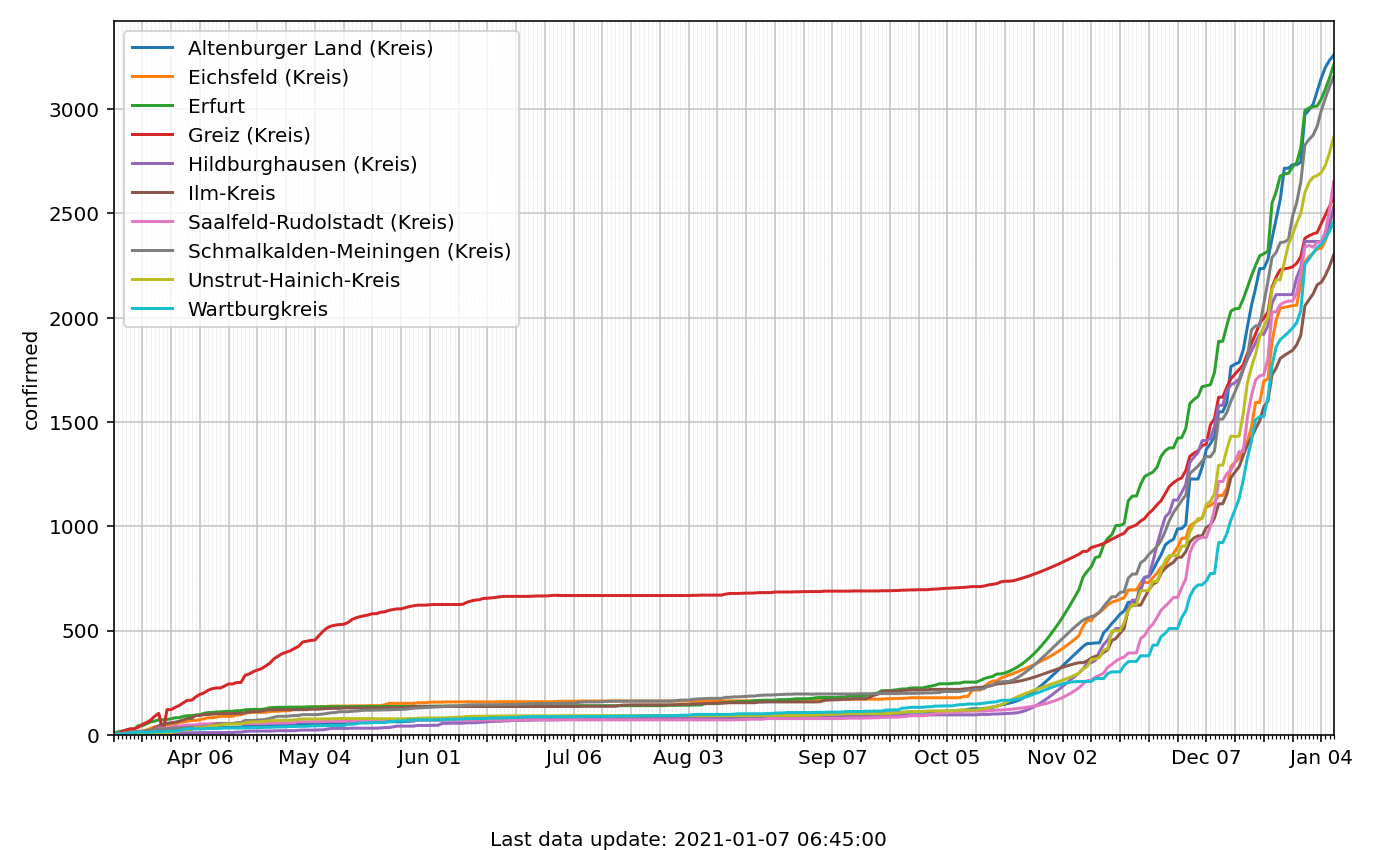 Altenburger Land (Kreis)
Eichsfeld (Kreis)
Erfurt
Greiz (Kreis)
Hildburghausen (Kreis)
Ilm-Kreis
Saalfeld-Rudolstadt (Kreis)
Schmalkalden-Meiningen (Kreis)
Unstrut-Hainich-Kreis
Wartburgkreis
confirmed
3000
2500
2000
1500
1000
500
0
Apr 06 May 04 Jun 01 Jul 06 Aug 03 Sep 07 Oct 05 Nov 02 Dec 07 Jan 04
Last data update: 2021-01-07 06:45:00